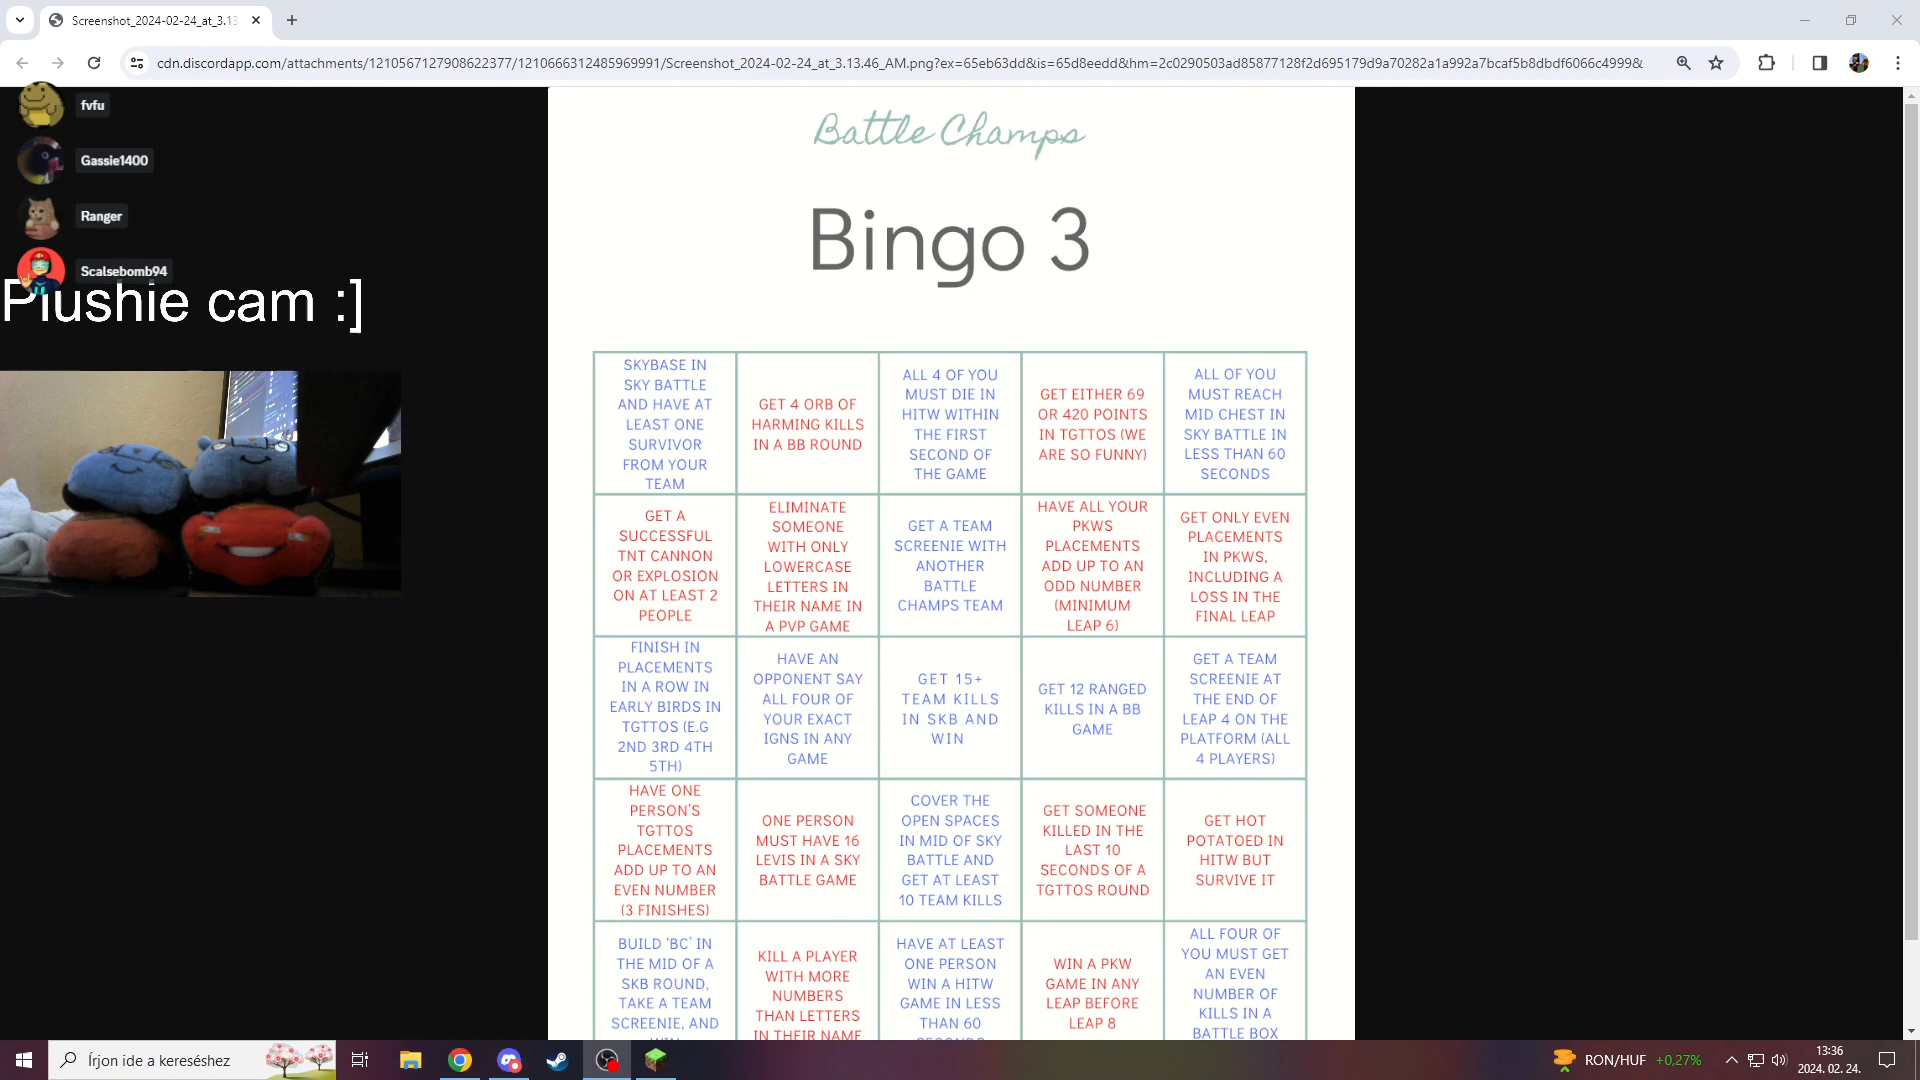 Screenshot_2024-02-24_at_3.13
cdn.discordapp.com/attachments/1210567127908622377/1210666312485969991/Screenshot_2024-02-24_at_3.13.46_AM.png?ex=65eb63dd&is=65d8eedd&hm=2c0290503ad85877128f2d695179d9a70282a1a992a7bcaf5b8dbdf6066c4999&
fvfu
Gassie1400
Ranger
Scalsebomb94
Plushie cam :]
Battle Champs
Bingo 3
SKYBASE IN
SKY BATTLE
AND HAVE AT
LEAST ONE
SURVIVOR
FROM YOUR
TEAM
GET 4 ORB OF
HARMING KILLS
IN A BB ROUND
ALL 4 OF YOU
MUST DIE IN
HITW WITHIN
THE FIRST
SECOND OF
THE GAME
GET EITHER 69
OR 420 POINTS
IN TGTTOS (WE
ARE SO FUNNY)
ALL OF YOU
MUST REACH
MID CHEST IN
SKY BATTLE IN
LESS THAN 60
SECONDS
GET A
SUCCESSFUL
TNT CANNON
OR EXPLOSION
ON AT LEAST 2
PEOPLE
ELIMINATE
SOMEONE
WITH ONLY
LOWERCASE
LETTERS IN
THEIR NAME IN
A PVP GAME
GET A TEAM
SCREENIE WITH
ANOTHER
BATTLE
CHAMPS TEAM
HAVE ALL YOUR
PKWS
PLACEMENTS
ADD UP TO AN
ODD NUMBER
(MINIMUM
LEAP 6)
GET ONLY EVEN
PLACEMENTS
IN PKWS,
INCLUDING A
LOSS IN THE
FINAL LEAP
FINISH IN
PLACEMENTS
IN A ROW IN
EARLY BIRDS IN
TGTTOS (E.G
2ND 3RD 4TH
5TH)
HAVE AN
OPPONENT SAY
ALL FOUR OF
YOUR EXACT
IGNS IN ANY
GAME
GET 15+
TEAM KILLS
IN SKB AND
WIN
GET 12 RANGED
KILLS IN A BB
GAME
GET A TEAM
SCREENIE AT
THE END OF
LEAP 4 ON THE
PLATFORM (ALL
4 PLAYERS)
HAVE ONE
PERSON'S
TGTTOS
PLACEMENTS
ADD UP TO AN
EVEN NUMBER
(3 FINISHES)
ONE PERSON
MUST HAVE 16
LEVIS IN A SKY
BATTLE GAME
COVER THE
OPEN SPACES
IN MID OF SKY
BATTLE AND
GET AT LEAST
10 TEAM KILLS
GET SOMEONE
KILLED IN THE
LAST 10
SECONDS OF A
TGTTOS ROUND
GET HOT
POTATOED IN
HITW BUT
SURVIVE IT
BUILD 'BC' IN
THE MID OF A
SKB ROUND,
TAKE A TEAM
SCREENIE, AND
KILL A PLAYER
WITH MORE
NUMBERS
THAN LETTERS
IN THEIR NAME
HAVE AT LEAST
ONE PERSON
WIN A HITW
GAME IN LESS
THAN 60
WIN A PKW
GAME IN ANY
LEAP BEFORE
LEAP 8
ALL FOUR OF
YOU MUST GET
AN EVEN
NUMBER OF
KILLS IN A
BATTLE BOX
Írjon ide a kereséshez
RON/HUF +0,27%
13:36
2024. 02. 24.